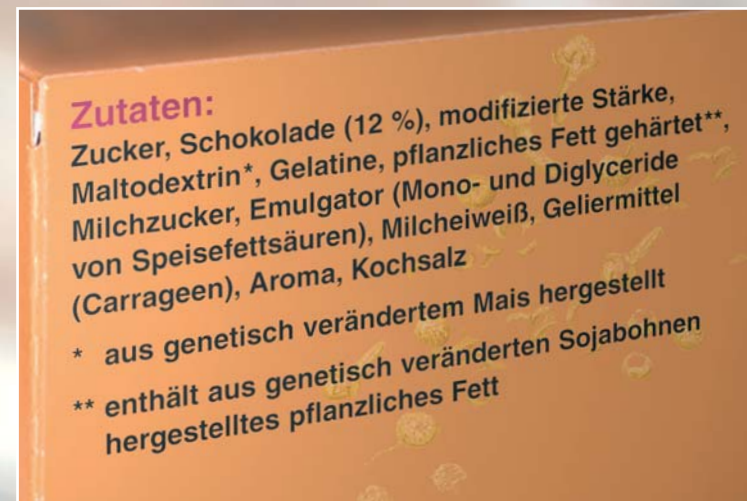 Zutaten:
Zucker, Schokolade (12 %), modifizierte Stärke,
Maltodextrin*, Gelatine, pflanzliches Fett gehärtet**,
Milchzucker, Emulgator (Mono- und Diglyceride
von Speisefettsäuren), Milcheiweiß, Geliermittel
(Carrageen), Aroma, Kochsalz
* aus genetisch verändertem Mais hergestellt
** enthält aus genetisch veränderten Sojabohnen
hergestelltes pflanzliches Fett